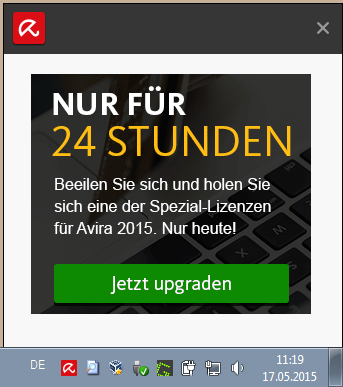 NUR FÜR
24 STUNDEN
Beeilen Sie sich und holen Sie
sich eine der Spezial-Lizenzen
für Avira 2015. Nur heute!
Jetzt upgraden
DE
11:19
17.05.2015